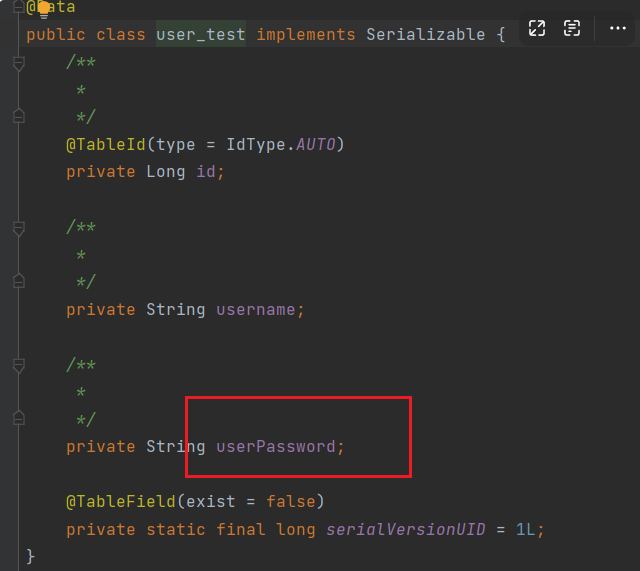 @Data
public class user_test implements Serializable {
/**
*
*/
@TableId(type = IdType.AUTO)
private Long id;
/**
*
*/
private String username;
/**
*
*/
private String userPassword;
@TableField(exist = false)
private static final long serialVersionUID = 1L;
}